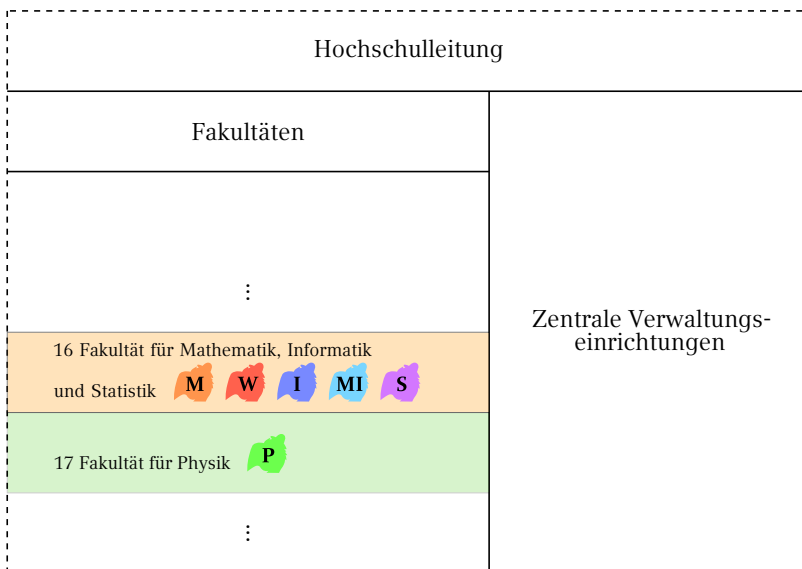 Hochschulleitung
Fakultäten
⋮
Zentrale Verwaltungs-
einrichtungen
16 Fakultät für Mathematik, Informatik
und Statistik M W I MI S
17 Fakultät für Physik P
⋮